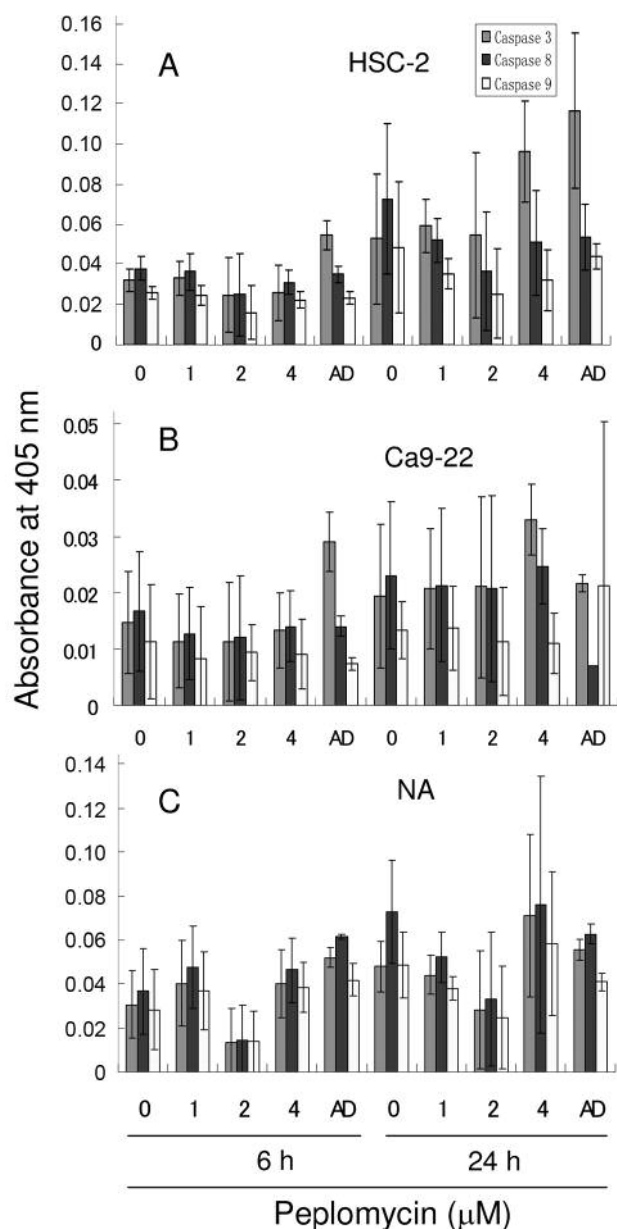 0.16
0.14
0.12
0.10
0.08
0.06
0.04
0.02
0
A
HSC-2
Caspase 3
Caspase 8
Caspase 9
0 1 2 4 AD 0 1 2 4 AD
0.05
0.04
0.03
0.02
0.01
0
B
Ca9-22
Absorbance at 405 nm
0 1 2 4 AD 0 1 2 4 AD
0.14
0.12
0.10
0.08
0.06
0.04
0.02
0
C
NA
0 1 2 4 AD 0 1 2 4 AD
6 h 24 h
Peplomycin (μM)